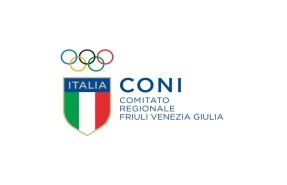 ITALIA
CONI
COMITATO
REGIONALE
FRIULI VENEZIA GIULIA